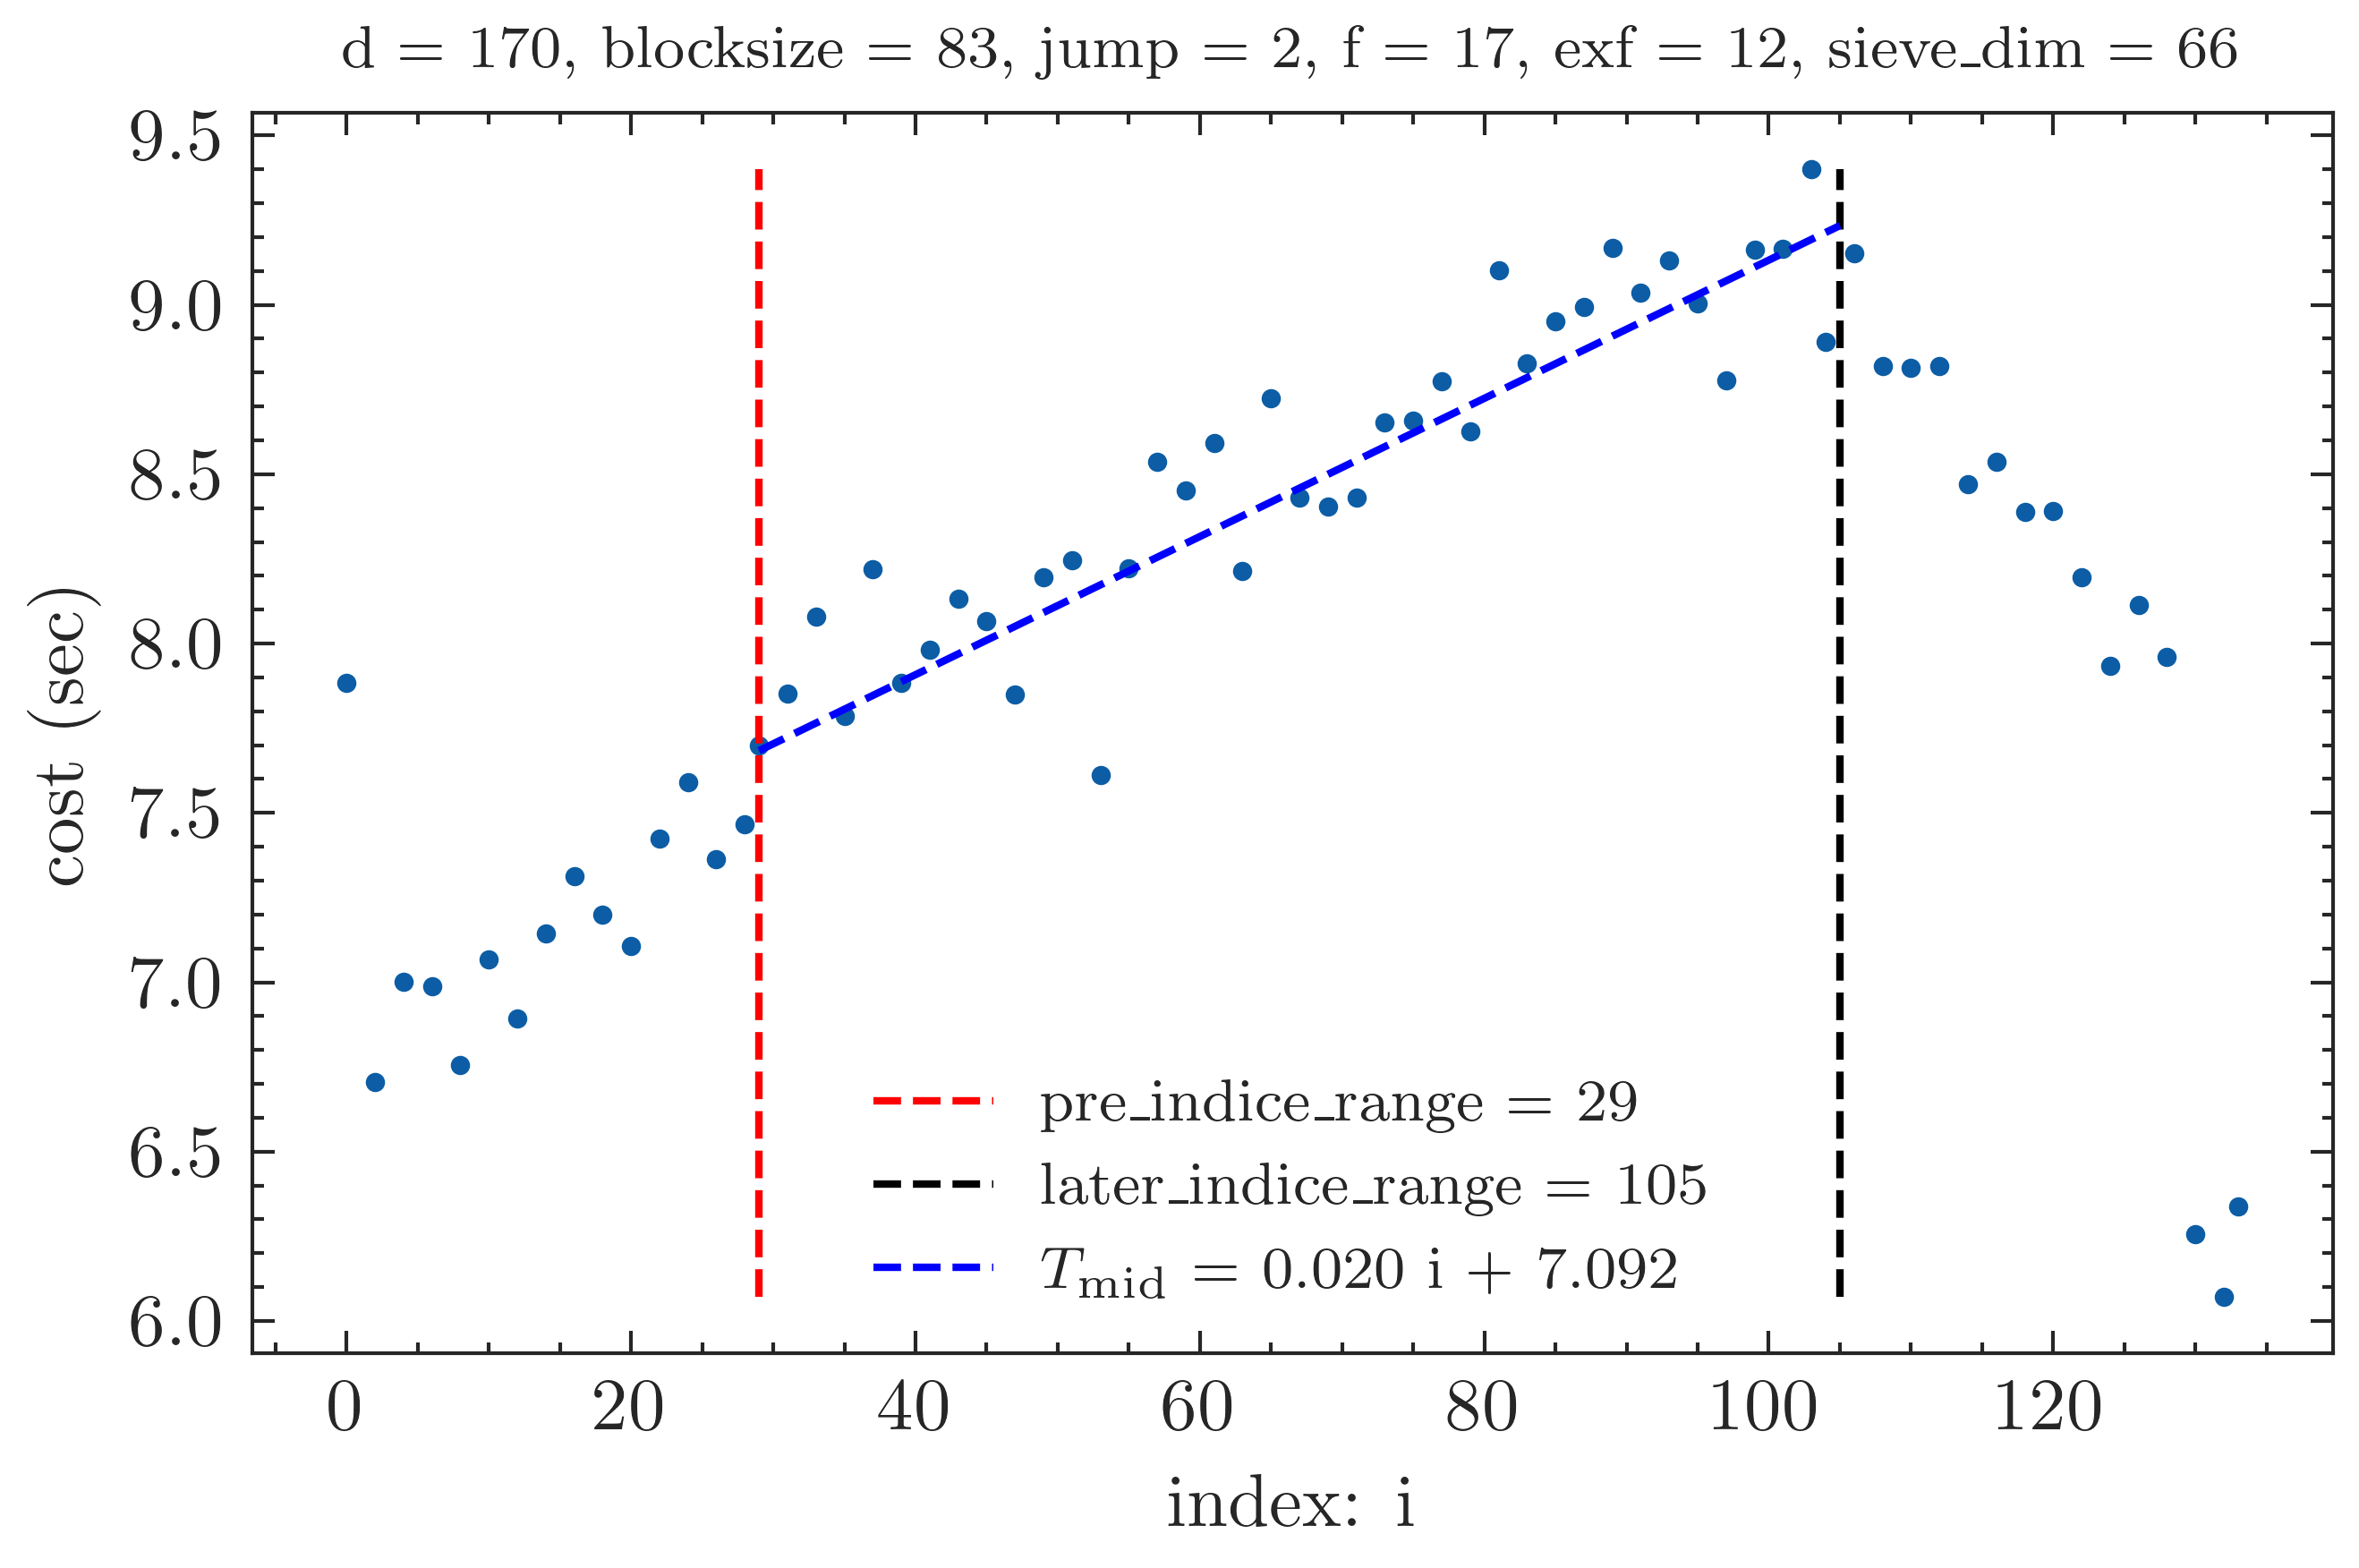 d = 170, blocksize = 83, jump = 2, f = 17, exf = 12, sieve_dim = 66
9.5
9.0
8.5
8.0
7.5
7.0
6.5
6.0
cost (sec)
pre_indice_range = 29
later_indice_range = 105
T_mid = 0.020 i + 7.092
0 20 40 60 80 100 120
index: i